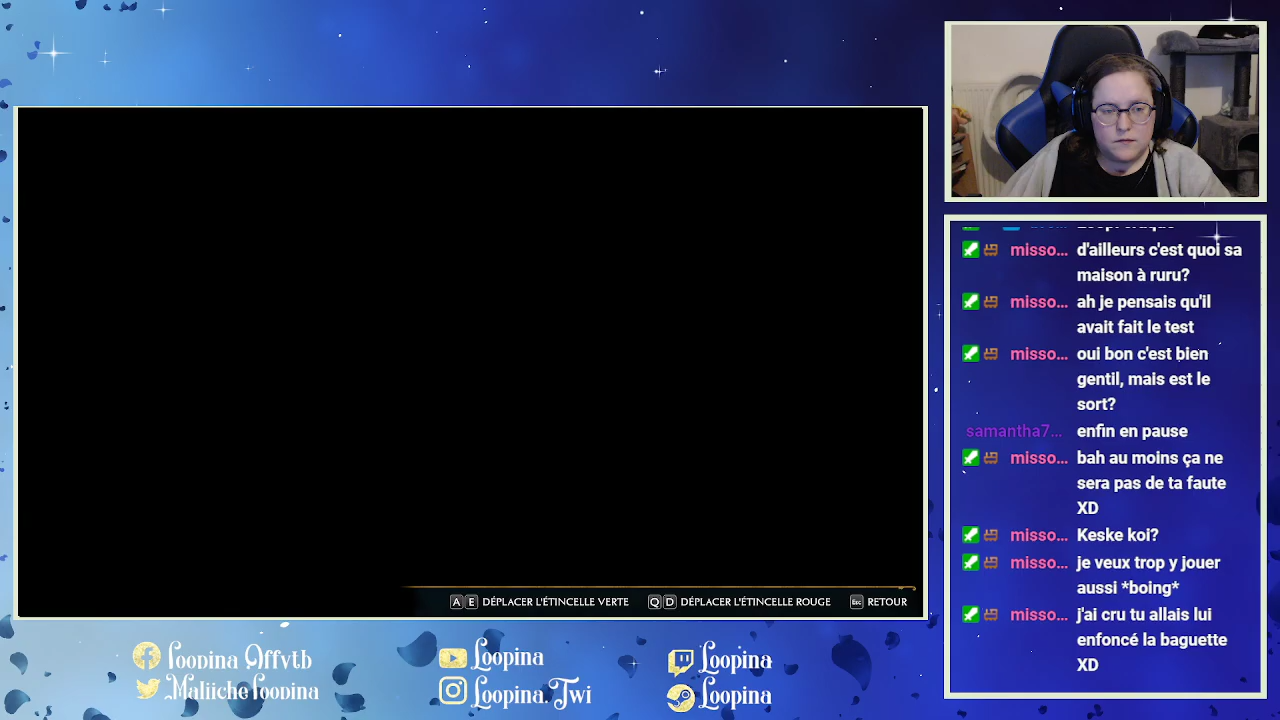 misso... d'ailleurs c'est quoi sa
maison à ruru?
misso... ah je pensais qu'il
avait fait le test
misso... oui bon c'est bien
gentil, mais est le
sort?
samantha7... enfin en pause
misso... bah au moins ça ne
sera pas de ta faute
XD
misso... Keske koi?
misso... je veux trop y jouer
aussi *boing*
misso... j'ai cru tu allais lui
enfoncé la baguette
XD
A E DÉPLACER L'ÉTINCELLE VERTE Q D DÉPLACER L'ÉTINCELLE ROUGE Esc RETOUR
Loopina Offvtb
MaliicheLoopina
Loopina
Loopina.Twi
Loopina
Loopina